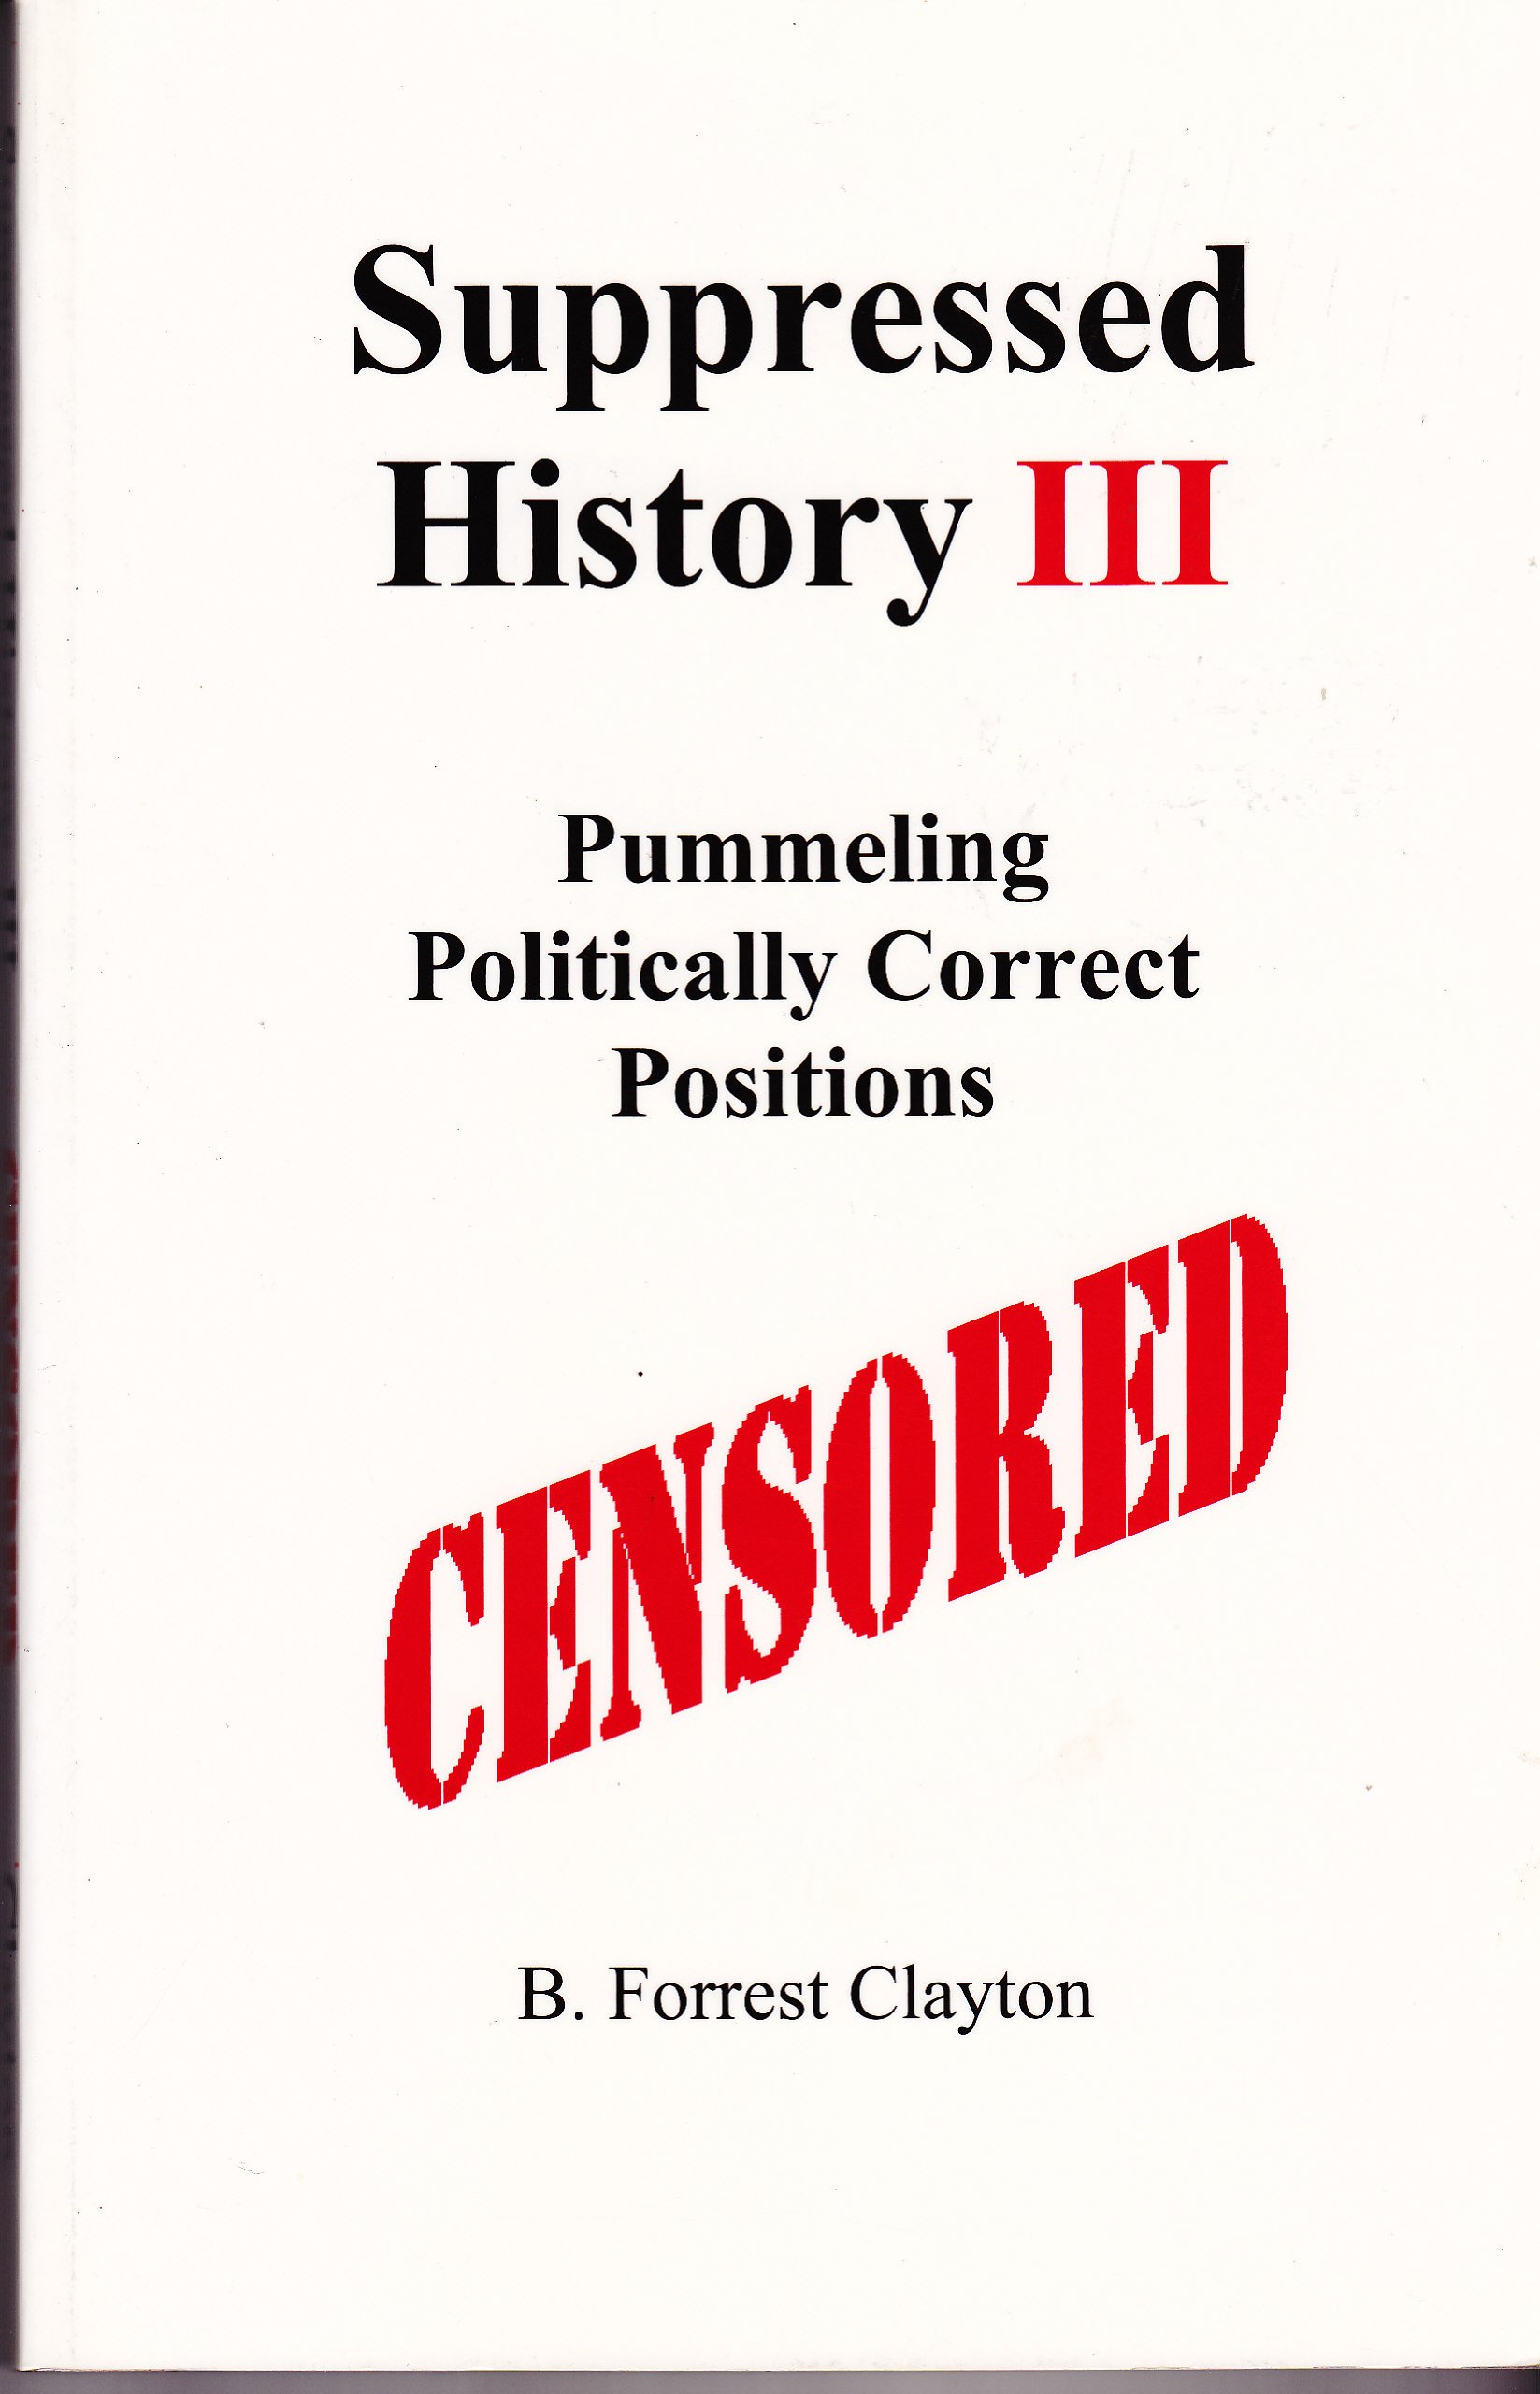 Suppressed
History III
Pummeling
Politically Correct
Positions
CENSORED
B. Forrest Clayton